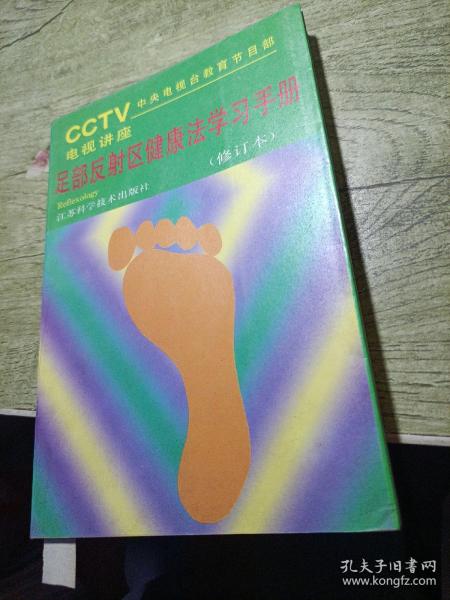 CCTV 中央电视台教育节目部
电视讲座
足部反射区健康法学习手册
(修订本)
Reflexology
江苏科学技术出版社
孔夫子旧书网
www.kongfz.com